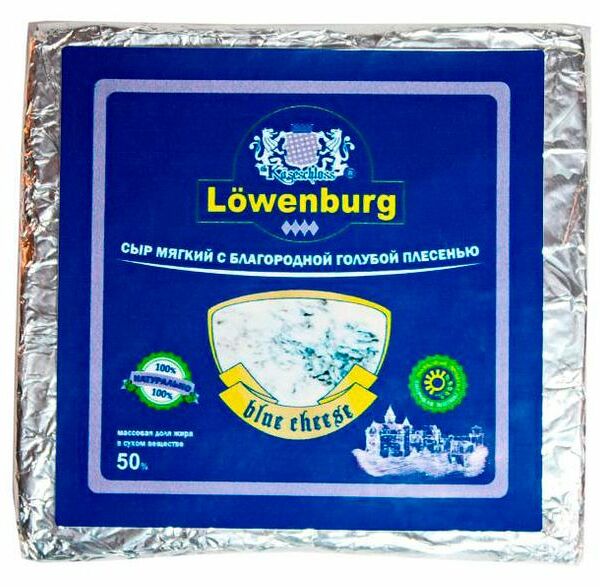 Käseschloss
Löwenburg
СЫР МЯГКИЙ С БЛАГОРОДНОЙ ГОЛУБОЙ ПЛЕСЕНЬЮ
blue cheese
100%
НАТУРАЛЬНО
100%
массовая доля жира
в сухом веществе
50%